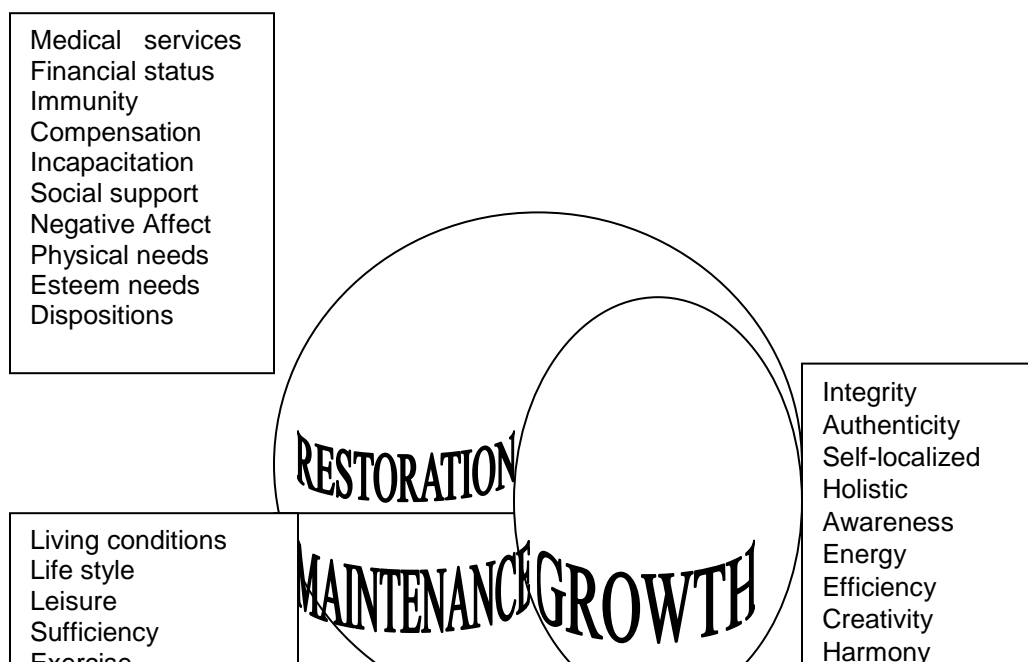 Medical services
Financial status
Immunity
Compensation
Incapacitation
Social support
Negative Affect
Physical needs
Esteem needs
Dispositions
RESTORATION
MAINTENANCE
GROWTH
Living conditions
Life style
Leisure
Sufficiency
Exercise
Integrity
Authenticity
Self-localized
Holistic
Awareness
Energy
Efficiency
Creativity
Harmony